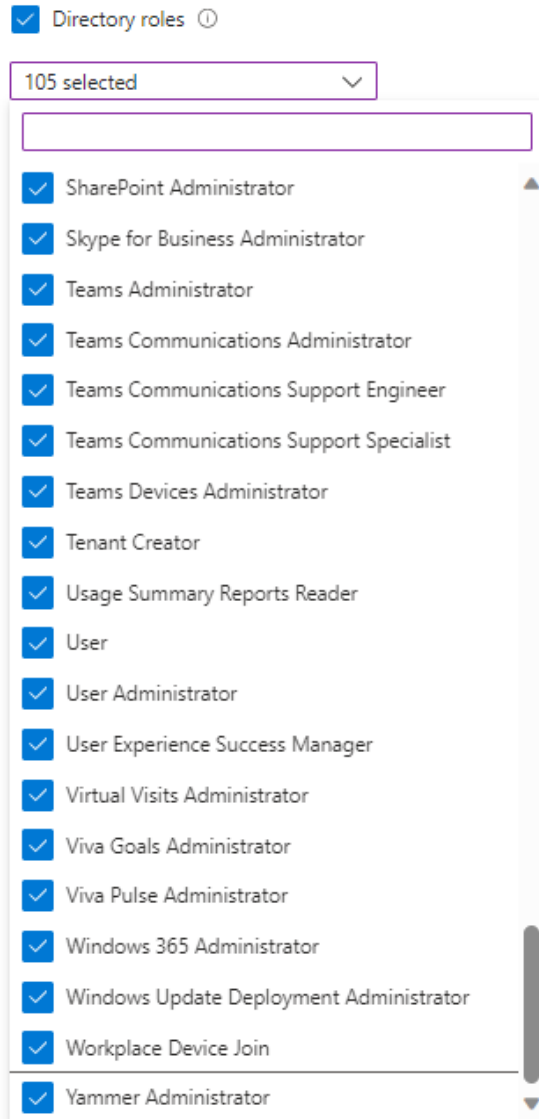 Directory roles
105 selected
SharePoint Administrator
Skype for Business Administrator
Teams Administrator
Teams Communications Administrator
Teams Communications Support Engineer
Teams Communications Support Specialist
Teams Devices Administrator
Tenant Creator
Usage Summary Reports Reader
User
User Administrator
User Experience Success Manager
Virtual Visits Administrator
Viva Goals Administrator
Viva Pulse Administrator
Windows 365 Administrator
Windows Update Deployment Administrator
Workplace Device Join
Yammer Administrator